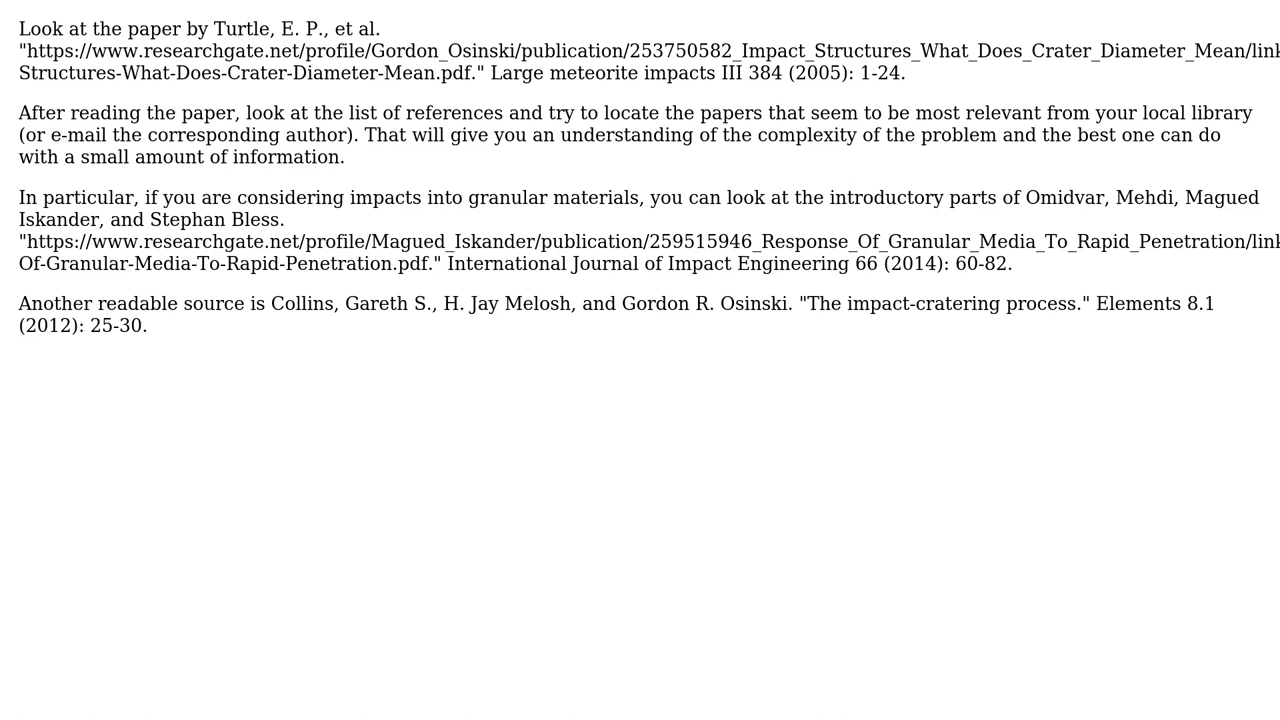 Look at the paper by Turtle, E. P., et al.
"https://www.researchgate.net/profile/Gordon_Osinski/publication/253750582_Impact_Structures_What_Does_Crater_Diameter_Mean/link
Structures-What-Does-Crater-Diameter-Mean.pdf." Large meteorite impacts III 384 (2005): 1-24.
After reading the paper, look at the list of references and try to locate the papers that seem to be most relevant from your local library
(or e-mail the corresponding author). That will give you an understanding of the complexity of the problem and the best one can do
with a small amount of information.
In particular, if you are considering impacts into granular materials, you can look at the introductory parts of Omidvar, Mehdi, Magued
Iskander, and Stephan Bless.
"https://www.researchgate.net/profile/Magued_Iskander/publication/259515946_Response_Of_Granular_Media_To_Rapid_Penetration/link
Of-Granular-Media-To-Rapid-Penetration.pdf." International Journal of Impact Engineering 66 (2014): 60-82.
Another readable source is Collins, Gareth S., H. Jay Melosh, and Gordon R. Osinski. "The impact-cratering process." Elements 8.1
(2012): 25-30.